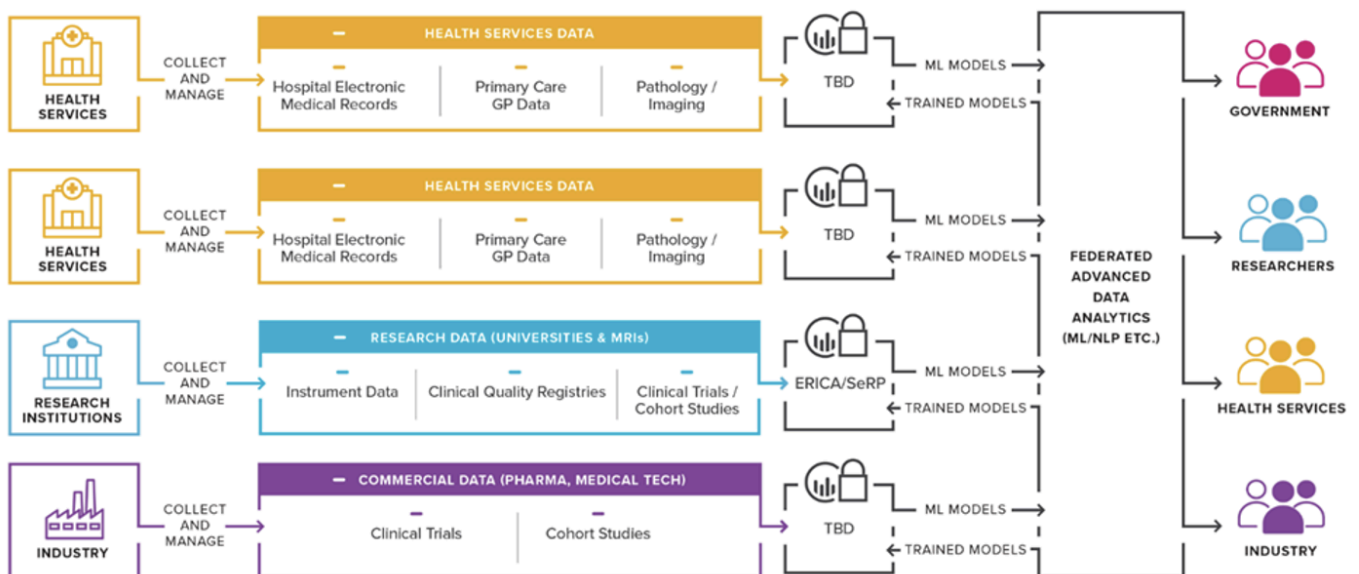 HEALTH
SERVICES
COLLECT
AND
MANAGE
HEALTH SERVICES DATA
Hospital Electronic
Medical Records
Primary Care
GP Data
Pathology /
Imaging
TBD
ML MODELS
TRAINED MODELS
GOVERNMENT
HEALTH
SERVICES
COLLECT
AND
MANAGE
HEALTH SERVICES DATA
Hospital Electronic
Medical Records
Primary Care
GP Data
Pathology /
Imaging
TBD
ML MODELS
TRAINED MODELS
FEDERATED
ADVANCED
DATA
ANALYTICS
(ML/NLP ETC.)
RESEARCHERS
RESEARCH
INSTITUTIONS
COLLECT
AND
MANAGE
RESEARCH DATA (UNIVERSITIES & MRIs)
Instrument Data
Clinical Quality Registries
Clinical Trials /
Cohort Studies
ERICA/SeRP
ML MODELS
TRAINED MODELS
HEALTH SERVICES
INDUSTRY
COLLECT
AND
MANAGE
COMMERCIAL DATA (PHARMA, MEDICAL TECH)
Clinical Trials
Cohort Studies
TBD
ML MODELS
TRAINED MODELS
INDUSTRY